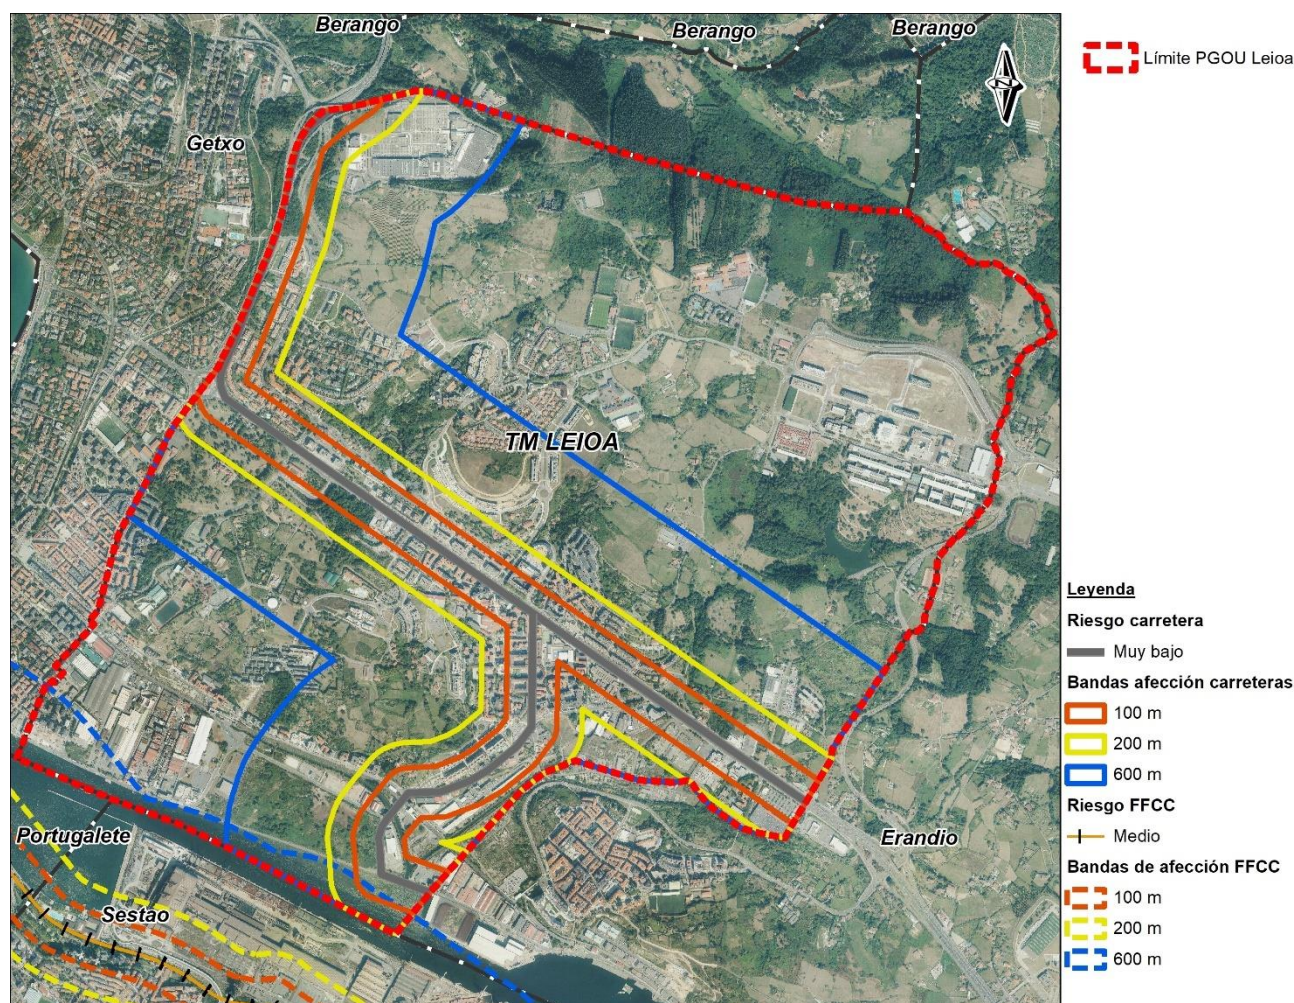 Berango
Berango
Berango
Límite PGOU Leioa
Getxo
TM LEIOA
Leyenda
Riesgo carretera
Muy bajo
Bandas afección carreteras
100 m
200 m
600 m
Riesgo FFCC
Medio
Bandas de afección FFCC
100 m
200 m
600 m
Portugalete
Erandio
Sestao